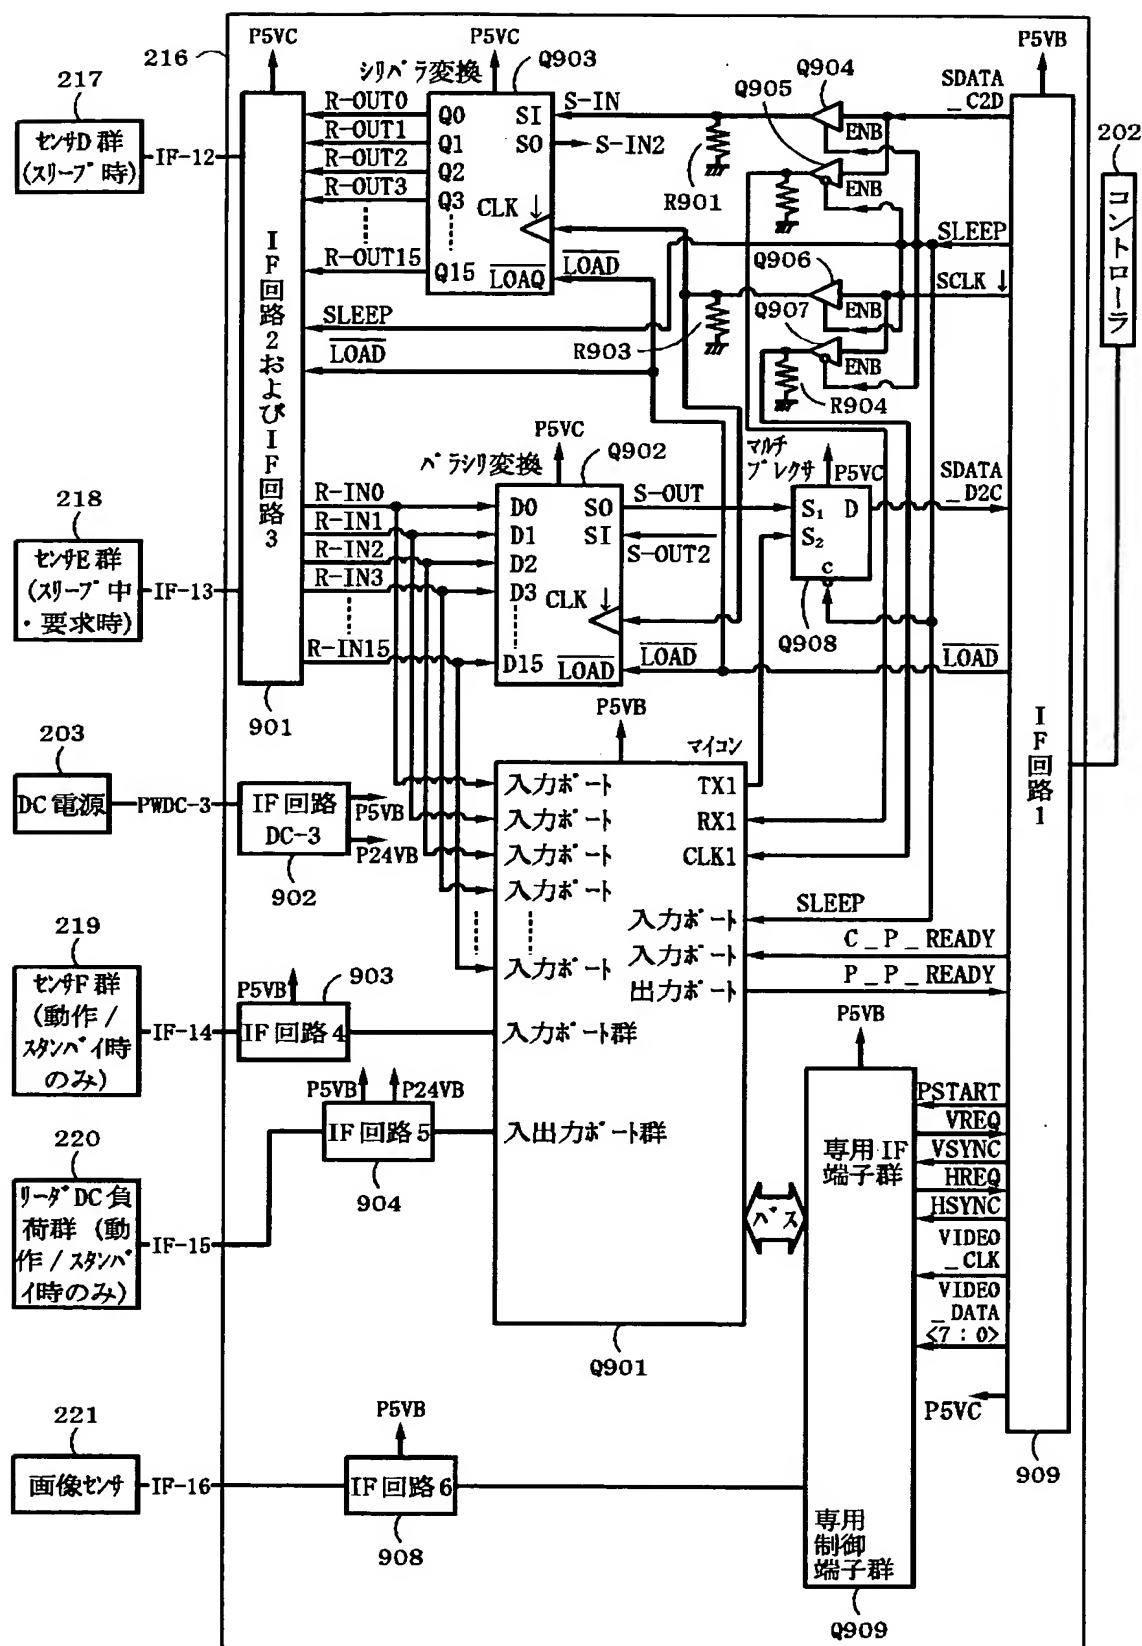 216
P5VC
P5VC
Q903
シリパラ変換
Q904
Q905
SDATA
_C2D
P5VB
217
センサD群
(スリープ時)
IF-12
R-OUT0
R-OUT1
R-OUT2
R-OUT3
R-OUT15
Q0
Q1
Q2
Q3
Q15
SI
SO
CLK ↓
LOAQ
S-IN
S-IN2
LOAD
R901
ENB
ENB
SLEEP
202
コントローラ
Q906
Q907
SCLK ↓
ENB
ENB
R903
R904
SLEEP
LOAD
IF回路2およびIF回路3
P5VC
Q902
パラシリ変換
マルチ
プレクサ
P5VC
SDATA
_D2C
218
センサE群
(スリープ中
・要求時)
IF-13
R-IN0
R-IN1
R-IN2
R-IN3
R-IN15
D0
D1
D2
D3
D15
SO
SI
CLK ↓
LOAD
S-OUT
S-OUT2
LOAD
S1
S2
D
c
Q908
LOAD
901
P5VB
マイコン
IF回路1
203
DC電源
PWDC-3
IF回路
DC-3
P5VB
P24VB
902
入力ポート
入力ポート
入力ポート
入力ポート
入力ポート
TX1
RX1
CLK1
入力ポート
入力ポート
出力ポート
SLEEP
C_P_READY
P_P_READY
219
センサF群
(動作/
スタンバイ時
のみ)
IF-14
P5VB
903
IF回路4
入力ポート群
P5VB
P5VB
P24VB
IF回路5
904
入出力ポート群
220
リーダDC負
荷群(動
作/スタンバ
イ時のみ)
IF-15
バス
専用IF
端子群
PSTART
VREQ
VSYNC
HREQ
HSYNC
VIDEO
_CLK
VIDEO
_DATA
<7:0>
P5VC
909
Q901
221
画像センサ
IF-16
P5VB
IF回路6
908
専用
制御
端子群
Q909